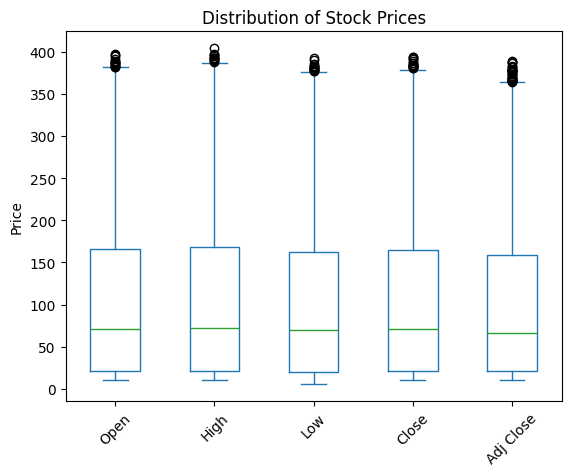 Distribution of Stock Prices
400
350
300
250
200
150
100
50
0
Price
Open
High
Low
Close
Adj Close